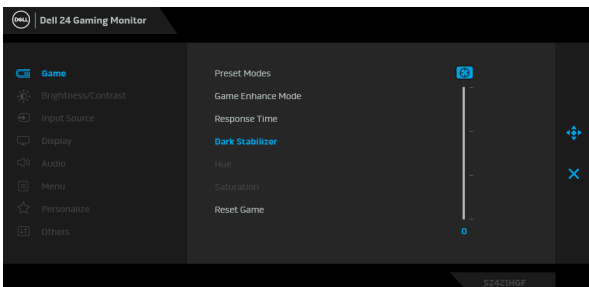 DELL
Dell 24 Gaming Monitor
Game
Brightness/Contrast
Input Source
Display
Audio
Menu
Personalize
Others
Preset Modes
Game Enhance Mode
Response Time
Dark Stabilizer
Hue
Saturation
Reset Game
0
S2421HGF